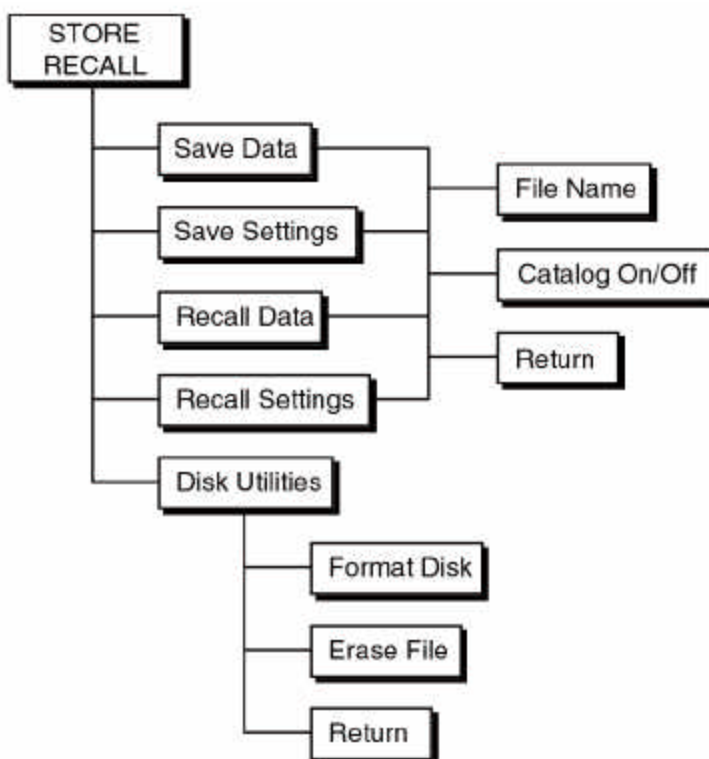 STORE
RECALL
Save Data
File Name
Save Settings
Catalog On/Off
Recall Data
Return
Recall Settings
Disk Utilities
Format Disk
Erase File
Return